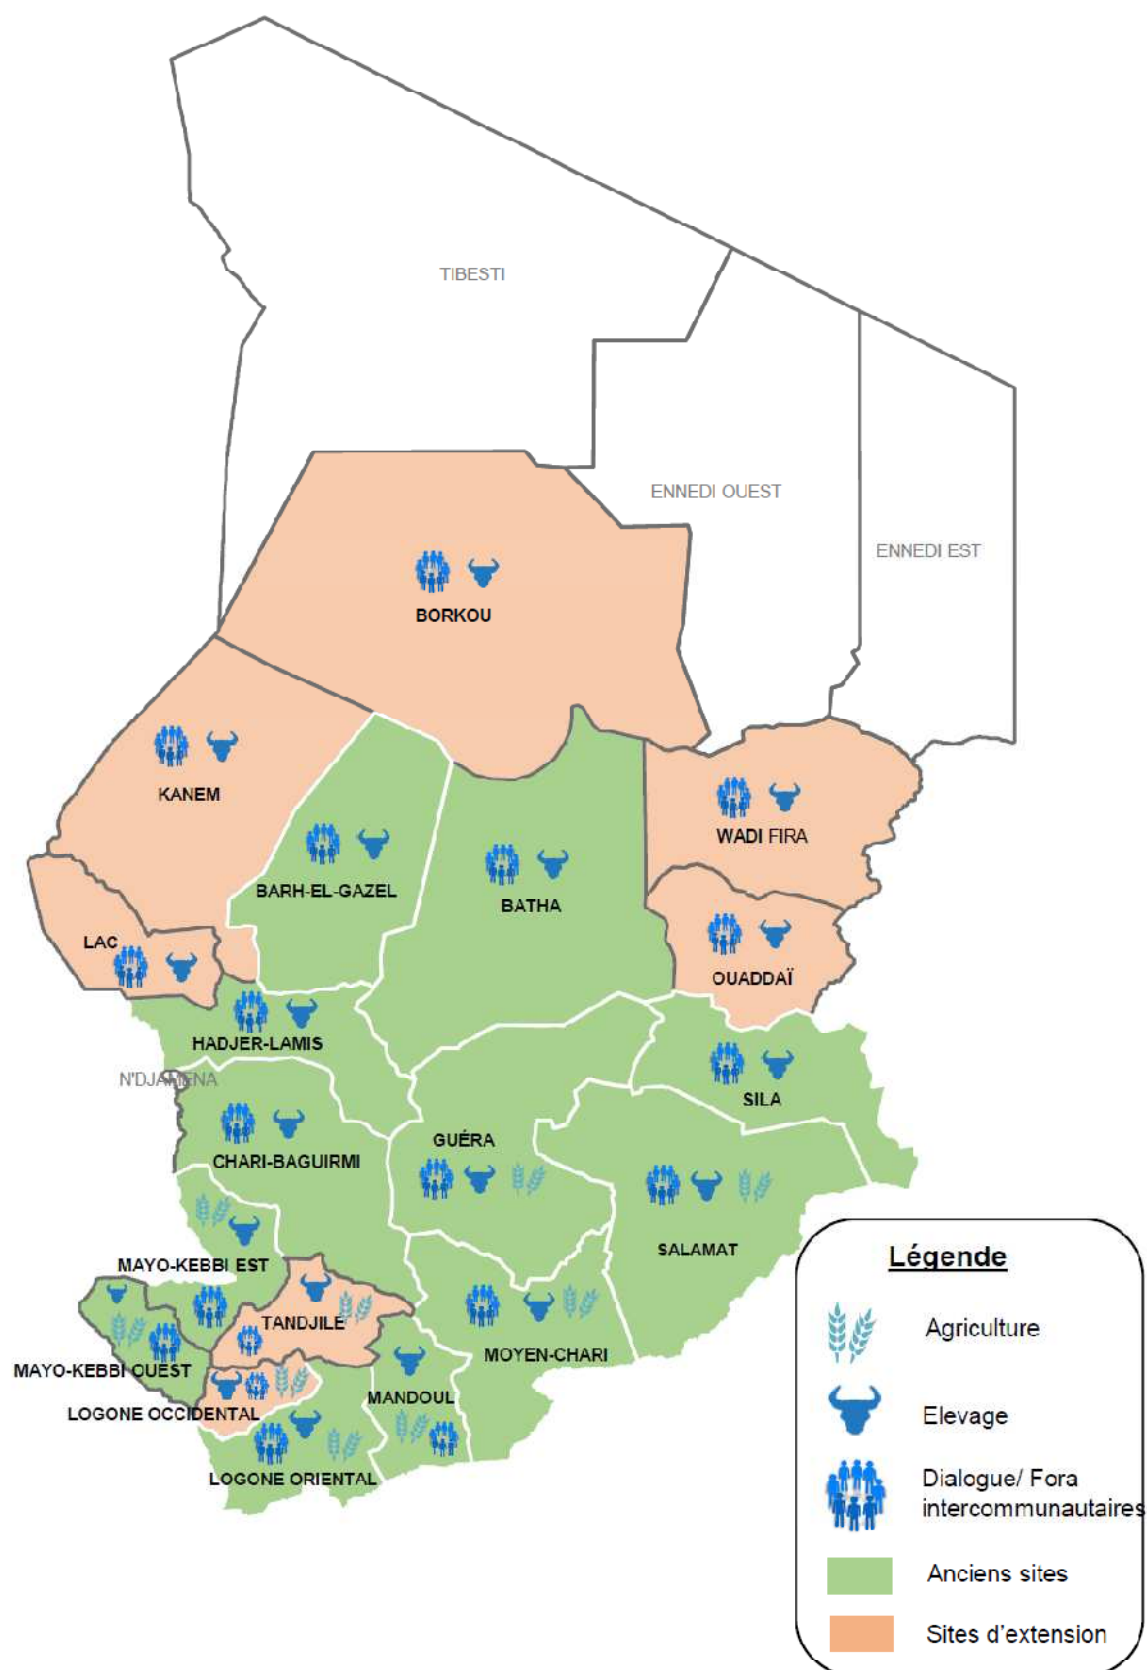 TIBESTI
ENNEDI OUEST
ENNEDI EST
BORKOU
KANEM
WADI FIRA
BARH-EL-GAZEL
BATHA
LAC
OUADDAÏ
HADJER-LAMIS
N'DJAMENA
SILA
GUÉRA
CHARI-BAGUIRMI
SALAMAT
MAYO-KEBBI EST
TANDJILE
MOYEN-CHARI
MAYO-KEBBI OUEST
MANDOUL
LOGONE OCCIDENTAL
LOGONE ORIENTAL
Légende
Agriculture
Elevage
Dialogue/ Fora
intercommunautaires
Anciens sites
Sites d'extension